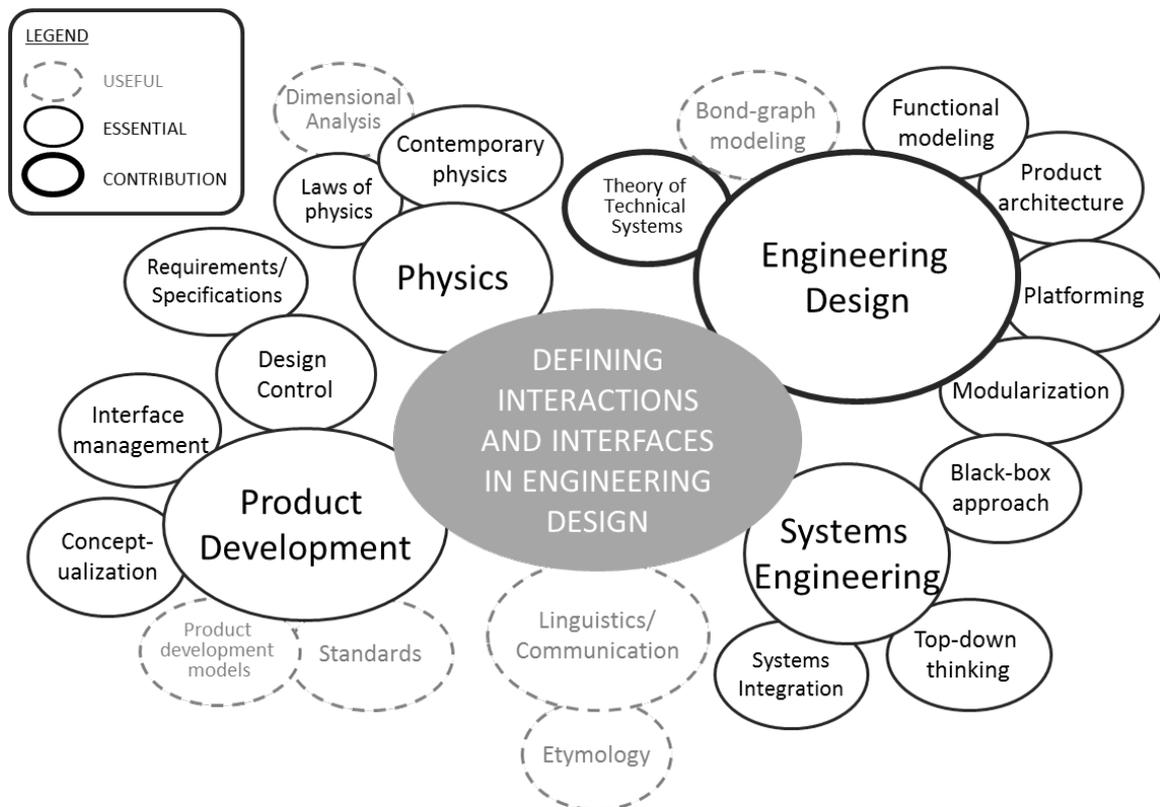 LEGEND
USEFUL
ESSENTIAL
CONTRIBUTION
Dimensional
Analysis
Contemporary
physics
Laws of
physics
Physics
Requirements/
Specifications
Design
Control
Interface
management
Product
Development
Concept-
ualization
Product
development
models
Standards
DEFINING
INTERACTIONS
AND INTERFACES
IN ENGINEERING
DESIGN
Linguistics/
Communication
Etymology
Bond-graph
modeling
Theory of
Technical
Systems
Engineering
Design
Functional
modeling
Product
architecture
Platforming
Modularization
Black-box
approach
Systems
Engineering
Systems
Integration
Top-down
thinking